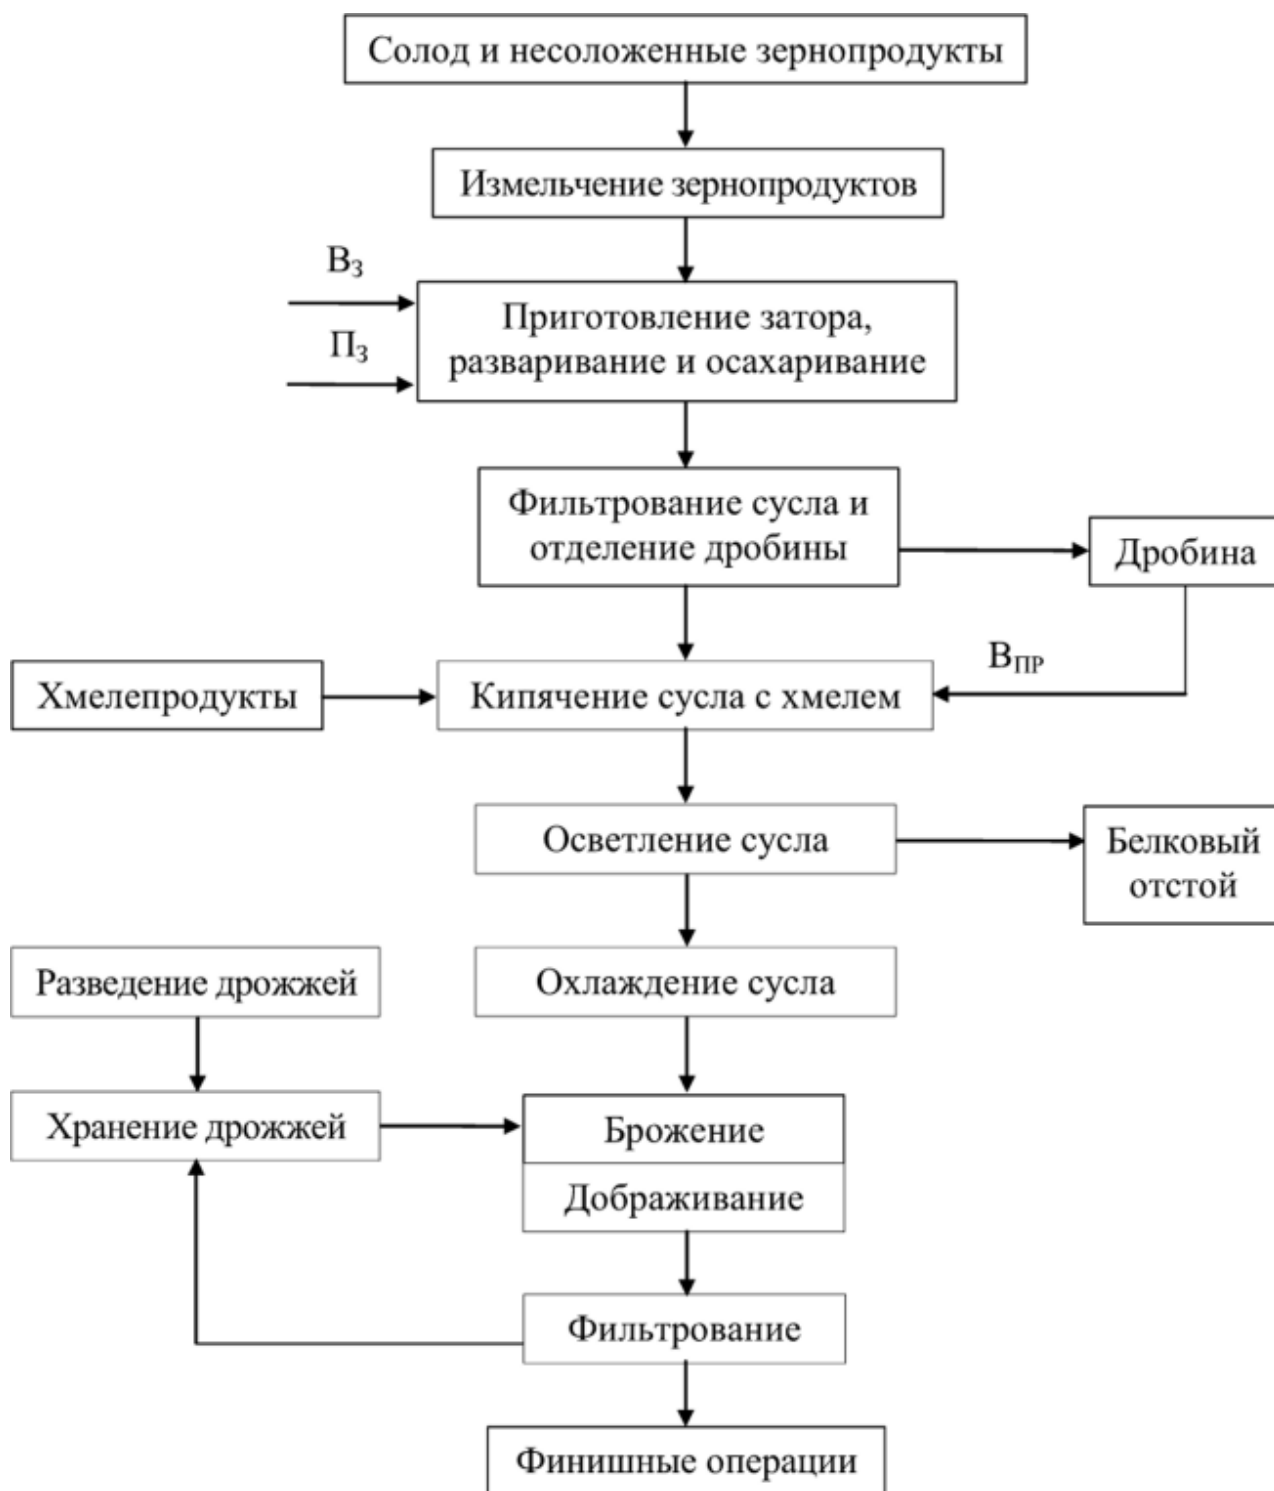 Солод и несоложенные зернопродукты
Измельчение зернопродуктов
В₃
П₃
Приготовление затора,
разваривание и осахаривание
Фильтрование сусла и
отделение дробины
Дробина
В_ПР
Хмелепродукты
Кипячение сусла с хмелем
Осветление сусла
Белковый
отстой
Разведение дрожжей
Охлаждение сусла
Хранение дрожжей
Брожение
Дображивание
Фильтрование
Финишные операции